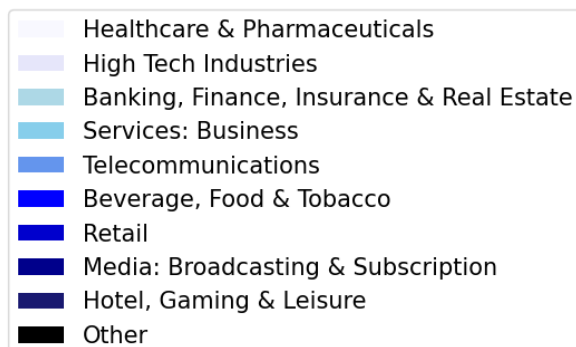 Healthcare & Pharmaceuticals
High Tech Industries
Banking, Finance, Insurance & Real Estate
Services: Business
Telecommunications
Beverage, Food & Tobacco
Retail
Media: Broadcasting & Subscription
Hotel, Gaming & Leisure
Other